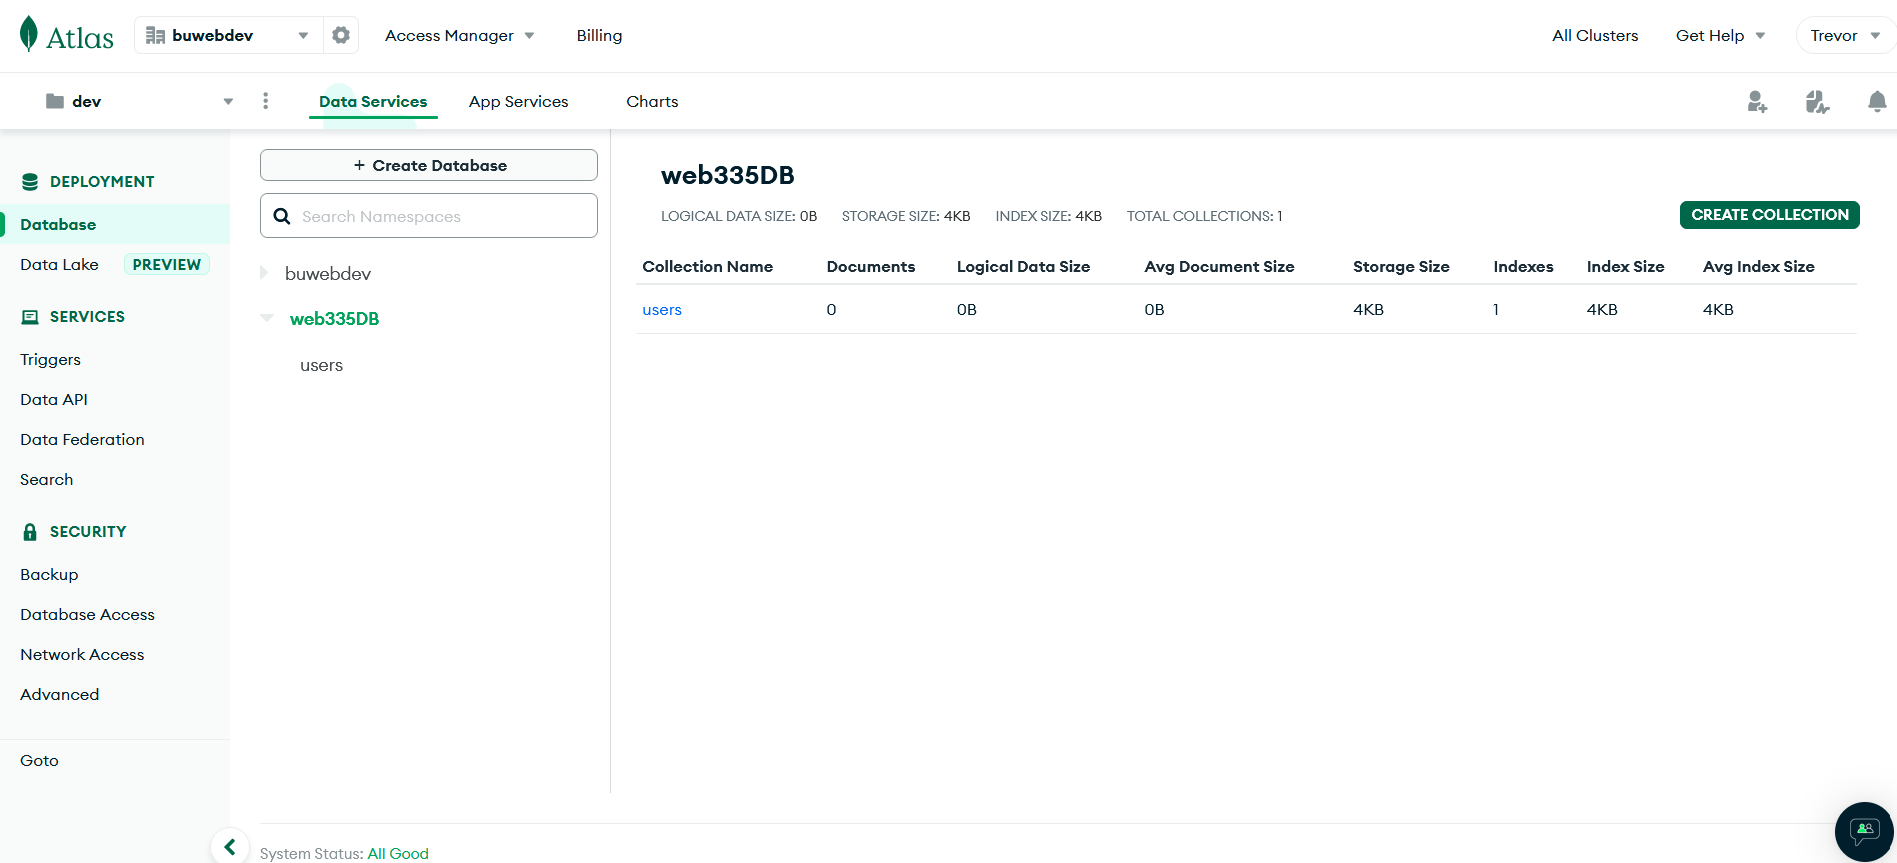 Atlas
buwebdev
Access Manager
Billing
All Clusters
Get Help
Trevor
dev
Data Services
App Services
Charts
DEPLOYMENT
Database
Data Lake PREVIEW
SERVICES
Triggers
Data API
Data Federation
Search
SECURITY
Backup
Database Access
Network Access
Advanced
Goto
+ Create Database
Search Namespaces
buwebdev
web335DB
users
web335DB
LOGICAL DATA SIZE: 0B STORAGE SIZE: 4KB INDEX SIZE: 4KB TOTAL COLLECTIONS: 1
CREATE COLLECTION
Collection Name Documents Logical Data Size Avg Document Size Storage Size Indexes Index Size Avg Index Size
users 0 0B 0B 4KB 1 4KB 4KB
System Status: All Good